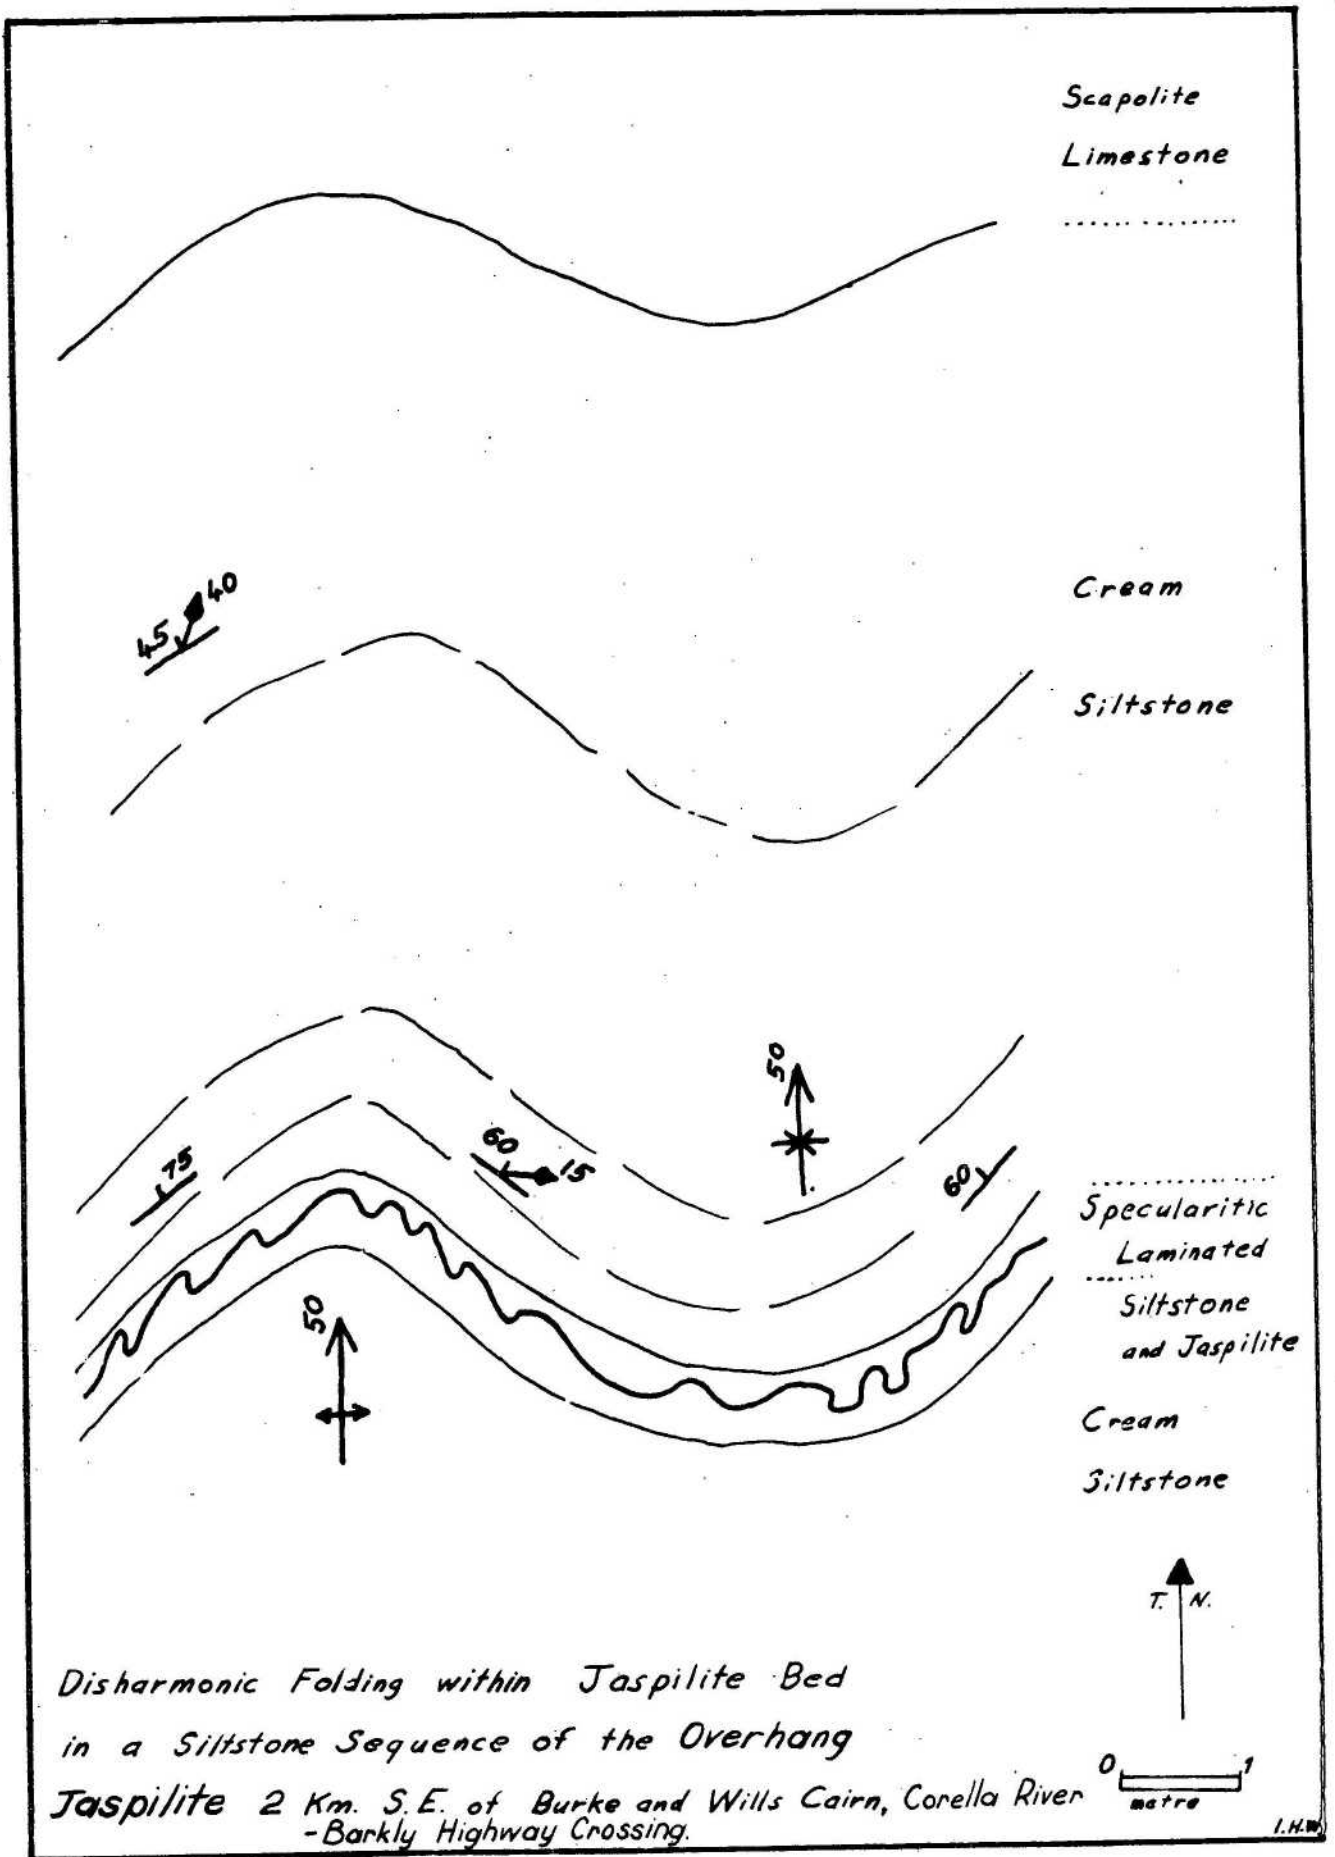 Scapolite
Limestone
40
45
Cream
Siltstone
50
60
15
75
60
Specularitic
Laminated
Siltstone
and Jaspilite
50
Cream
Siltstone
T. N.
Disharmonic Folding within Jaspilite Bed
in a Siltstone Sequence of the Overhang
Jaspilite 2 Km. S.E. of Burke and Wills Cairn, Corella River
-Barkly Highway Crossing.
0 1
metre
I.H.W